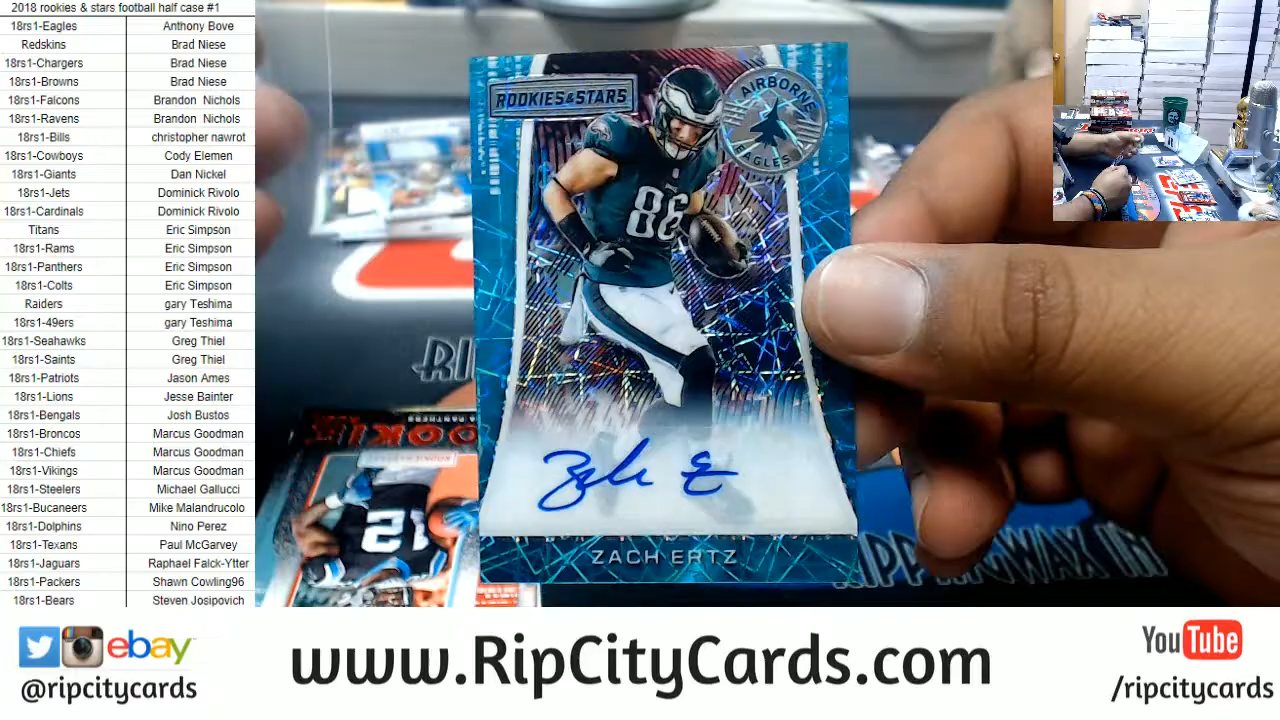 2018 rookies & stars football half case #1
18rs1-Eagles Anthony Bove
Redskins Brad Niese
18rs1-Chargers Brad Niese
18rs1-Browns Brad Niese
18rs1-Falcons Brandon Nichols
18rs1-Ravens Brandon Nichols
18rs1-Bills christopher nawrot
18rs1-Cowboys Cody Elemen
18rs1-Giants Dan Nickel
18rs1-Jets Dominick Rivolo
18rs1-Cardinals Dominick Rivolo
Titans Eric Simpson
18rs1-Rams Eric Simpson
18rs1-Panthers Eric Simpson
18rs1-Colts Eric Simpson
Raiders gary Teshima
18rs1-49ers gary Teshima
18rs1-Seahawks Greg Thiel
18rs1-Saints Greg Thiel
18rs1-Patriots Jason Ames
18rs1-Lions Jesse Bainter
18rs1-Bengals Josh Bustos
18rs1-Broncos Marcus Goodman
18rs1-Chiefs Marcus Goodman
18rs1-Vikings Marcus Goodman
18rs1-Steelers Michael Gallucci
18rs1-Bucaneers Mike Malandrucolo
18rs1-Dolphins Nino Perez
18rs1-Texans Paul McGarvey
18rs1-Jaguars Raphael Falck-Ytter
18rs1-Packers Shawn Cowling96
18rs1-Bears Steven Josipovich
ROOKIES & STARS
AIRBORNE
EAGLES
86
ZACH ERTZ
12
ebay
@ripcitycards
www.RipCityCards.com
YouTube
/ripcitycards